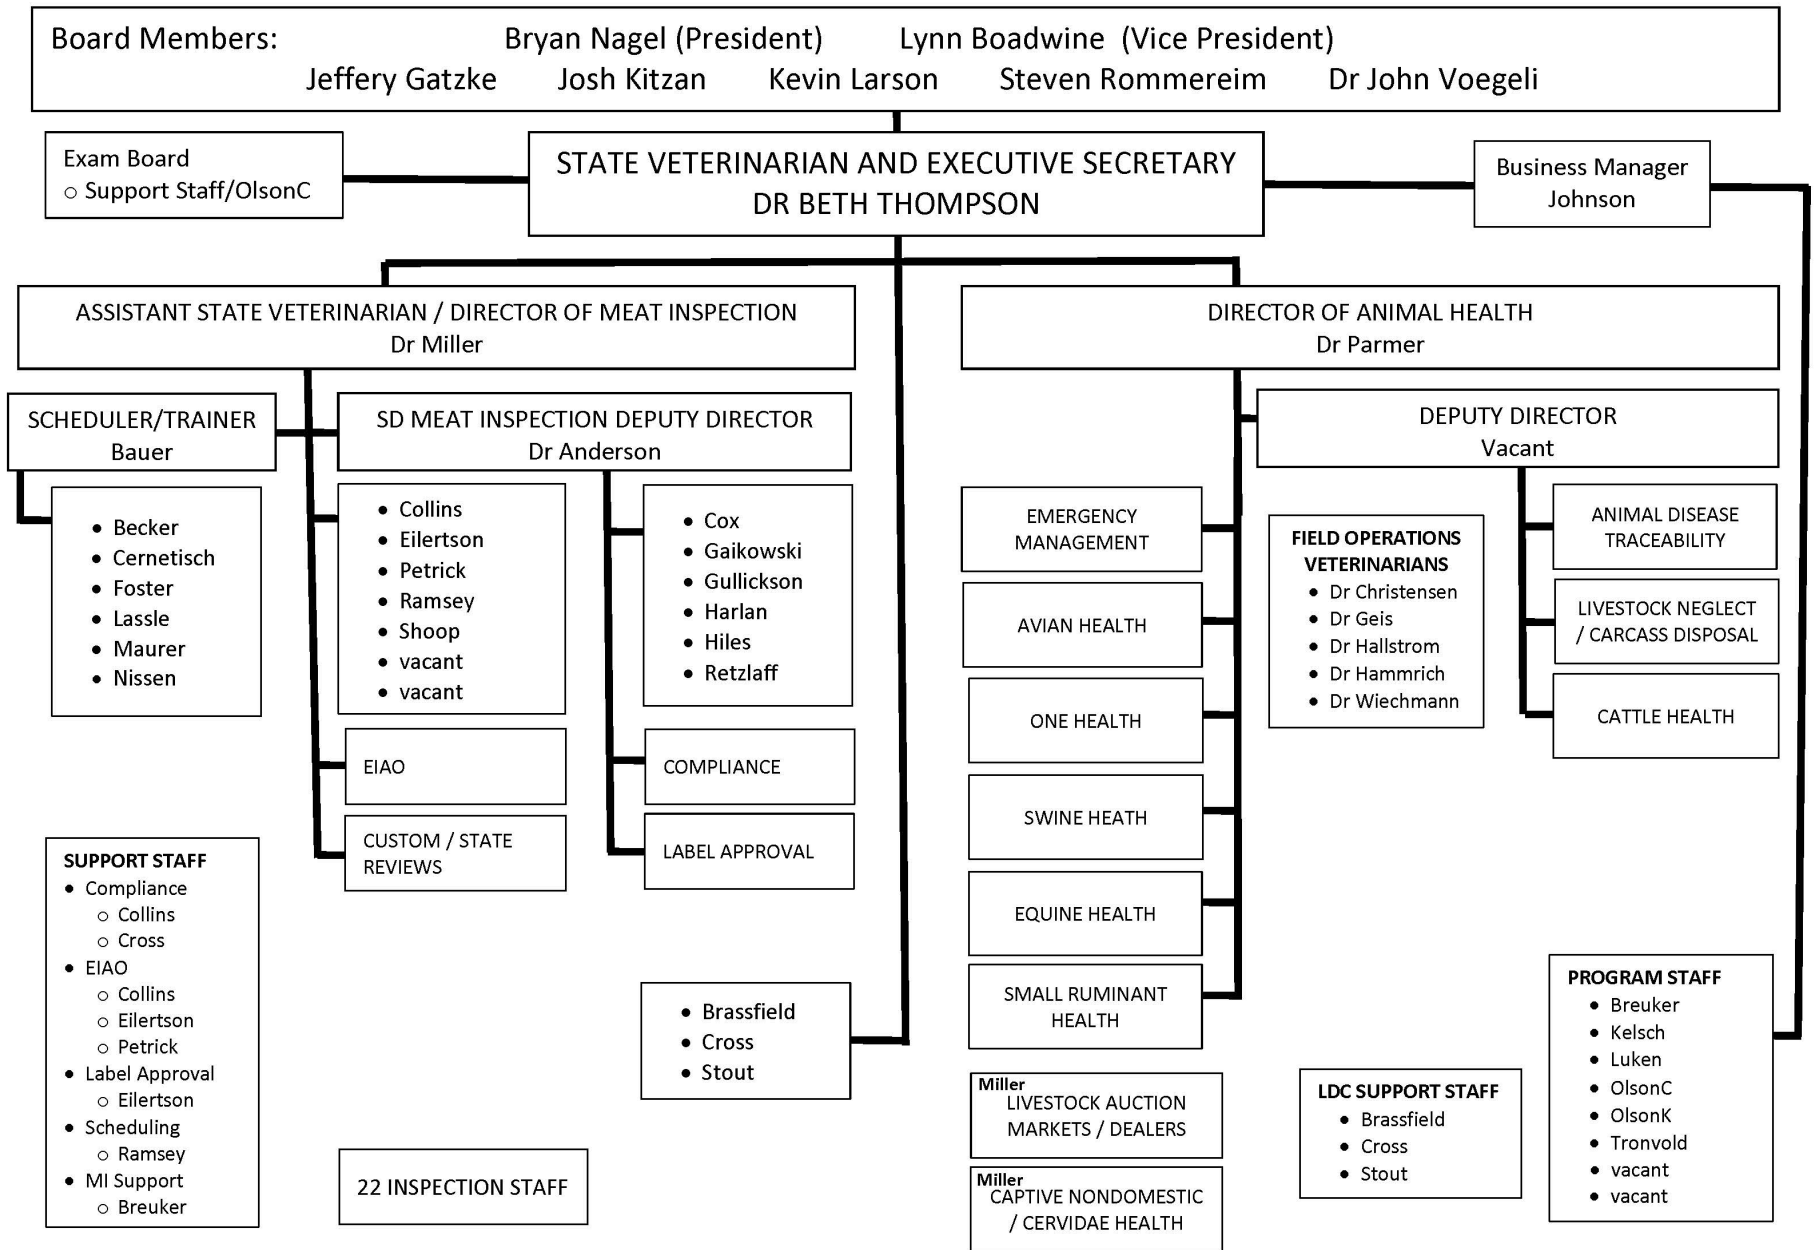 Board Members: Bryan Nagel (President) Lynn Boadwine (Vice President)
Jeffery Gatzke Josh Kitzan Kevin Larson Steven Rommereim Dr John Voegeli
Exam Board
o Support Staff/OlsonC
STATE VETERINARIAN AND EXECUTIVE SECRETARY
DR BETH THOMPSON
Business Manager
Johnson
ASSISTANT STATE VETERINARIAN / DIRECTOR OF MEAT INSPECTION
Dr Miller
DIRECTOR OF ANIMAL HEALTH
Dr Parmer
SCHEDULER/TRAINER
Bauer
SD MEAT INSPECTION DEPUTY DIRECTOR
Dr Anderson
DEPUTY DIRECTOR
Vacant
• Becker
• Cernetisch
• Foster
• Lassle
• Maurer
• Nissen
• Collins
• Eilertson
• Petrick
• Ramsey
• Shoop
• vacant
• vacant
• Cox
• Gaikowski
• Gullickson
• Harlan
• Hiles
• Retzlaff
EIAO
CUSTOM / STATE
REVIEWS
COMPLIANCE
LABEL APPROVAL
EMERGENCY
MANAGEMENT
AVIAN HEALTH
ONE HEALTH
SWINE HEATH
EQUINE HEALTH
SMALL RUMINANT
HEALTH
FIELD OPERATIONS
VETERINARIANS
• Dr Christensen
• Dr Geis
• Dr Hallstrom
• Dr Hammrich
• Dr Wiechmann
ANIMAL DISEASE
TRACEABILITY
LIVESTOCK NEGLECT
/ CARCASS DISPOSAL
CATTLE HEALTH
SUPPORT STAFF
• Compliance
o Collins
o Cross
• EIAO
o Collins
o Eilertson
o Petrick
• Label Approval
o Eilertson
• Scheduling
o Ramsey
• MI Support
o Breuker
22 INSPECTION STAFF
• Brassfield
• Cross
• Stout
Miller
LIVESTOCK AUCTION
MARKETS / DEALERS
Miller
CAPTIVE NONDOMESTIC
/ CERVIDAE HEALTH
LDC SUPPORT STAFF
• Brassfield
• Cross
• Stout
PROGRAM STAFF
• Breuker
• Kelsch
• Luken
• OlsonC
• OlsonK
• Tronvold
• vacant
• vacant